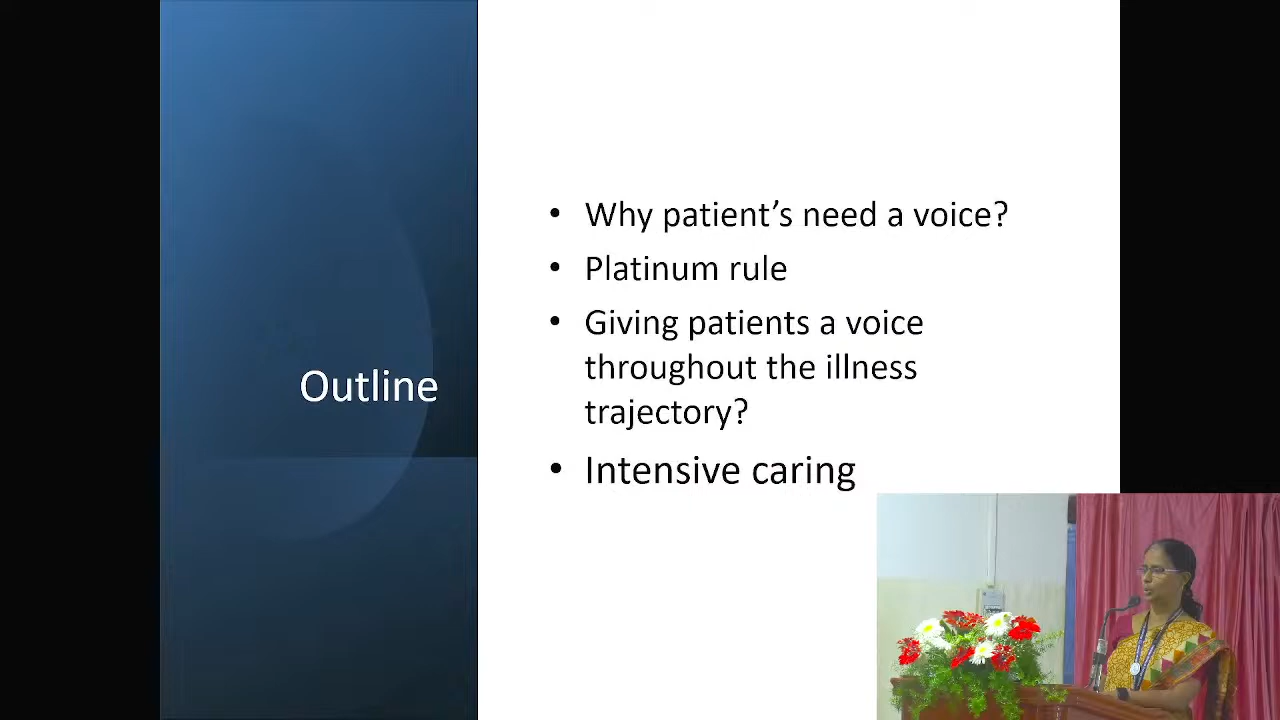 Outline
• Why patient’s need a voice?
• Platinum rule
• Giving patients a voice
throughout the illness
trajectory?
• Intensive caring